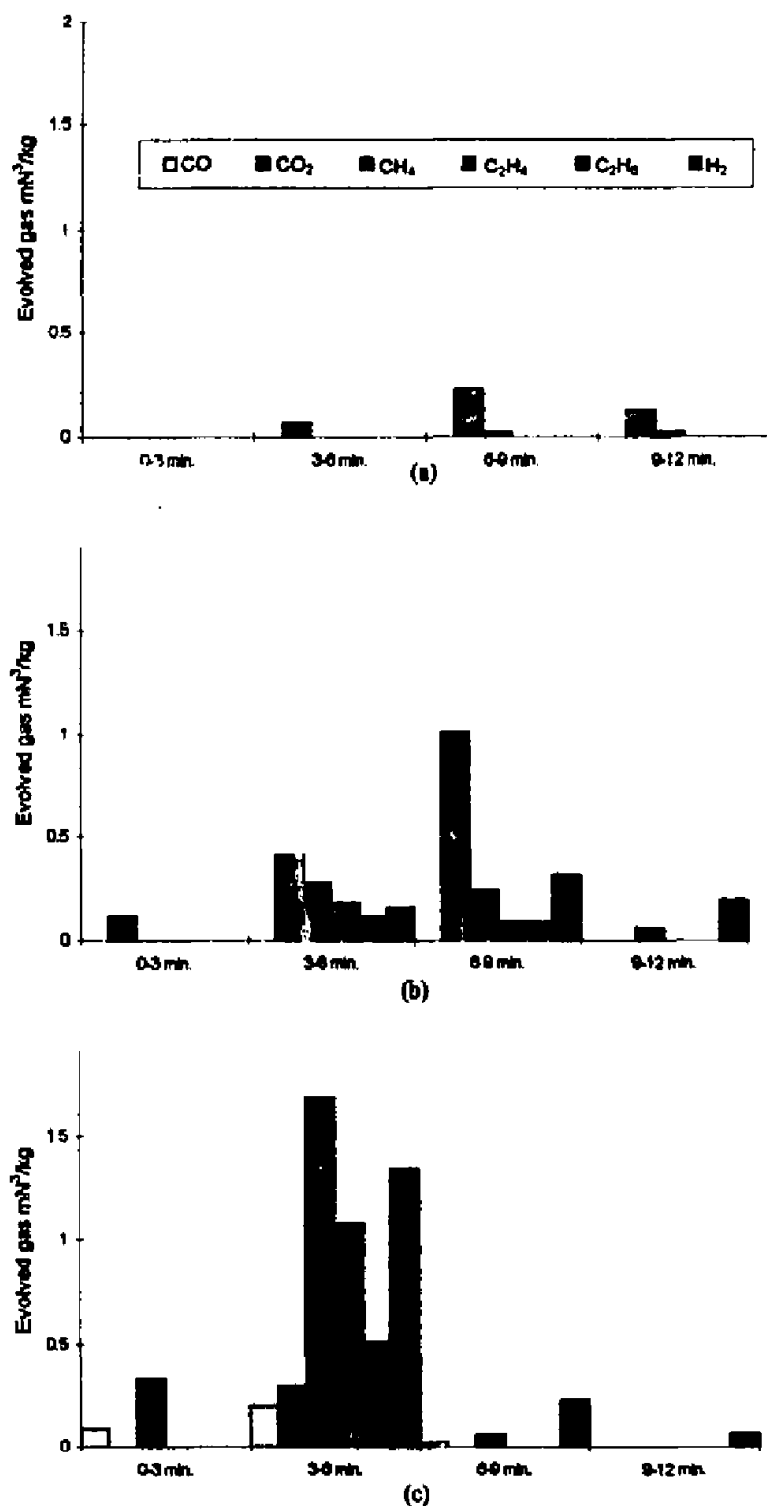 2
1.5
Evolved gas mN³/kg
CO CO₂ CH₄ C₂H₄ C₂H₆ H₂
1
0.5
0
0-3 min. 3-6 min. 6-9 min. 9-12 min.
(a)
1.5
Evolved gas mN³/kg
1
0.5
0
0-3 min. 3-6 min. 6-9 min. 9-12 min.
(b)
1.5
Evolved gas mN³/kg
1
0.5
0
0-3 min. 3-6 min. 6-9 min. 9-12 min.
(c)